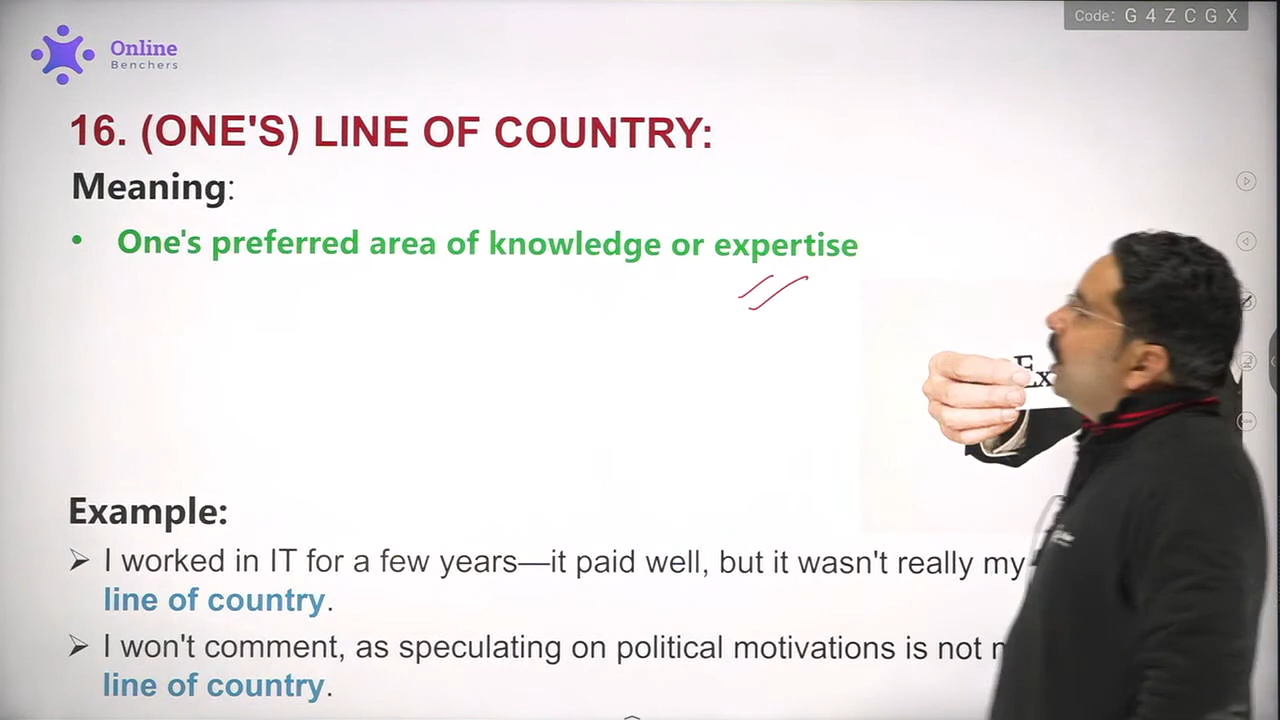 Online
Benchers
Code: G 4 Z C G X
16. (ONE'S) LINE OF COUNTRY:
Meaning:
• One's preferred area of knowledge or expertise
Example:
➢ I worked in IT for a few years—it paid well, but it wasn't really my
line of country.
➢ I won't comment, as speculating on political motivations is not
line of country.